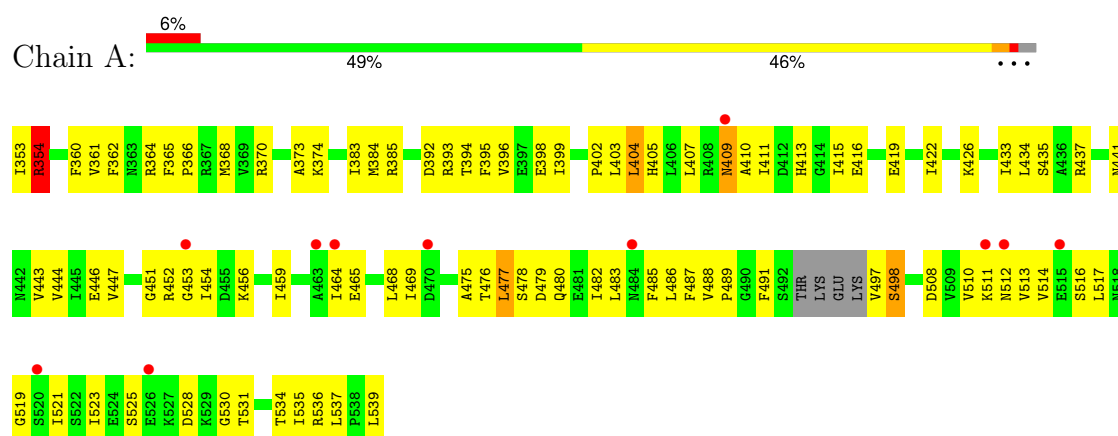 6%
Chain A:
49% 46% • • •
I353 R354 F360 V361 F362 N363 R364 F365 P366 R367 M368 V369 R370 A373 K374 I383 M384 R385 D392 R393 T394 F395 V396 E397 E398 I399 P402 L403 L404 H405 L406 L407 R408 N409 A410 I411 D412 H413 G414 I415 E416 E419 I422 K426 I433 L434 S435 A436 R437 N441
N442 V443 V444 I445 E446 V447 G451 R452 G453 I454 D455 K456 I459 A463 I464 E465 L468 I469 D470 A475 T476 L477 S478 D479 Q480 E481 I482 L483 N484 F485 L486 F487 V488 P489 G490 F491 S492 THR LYS GLU LYS V497 S498 D508 V509 V510 K511 N512 V513 V514 E515 S516 L517 N518
G519 S520 I521 S522 I523 E524 S525 E526 K527 D528 K529 G530 T531 T534 I535 R536 L537 P538 L539